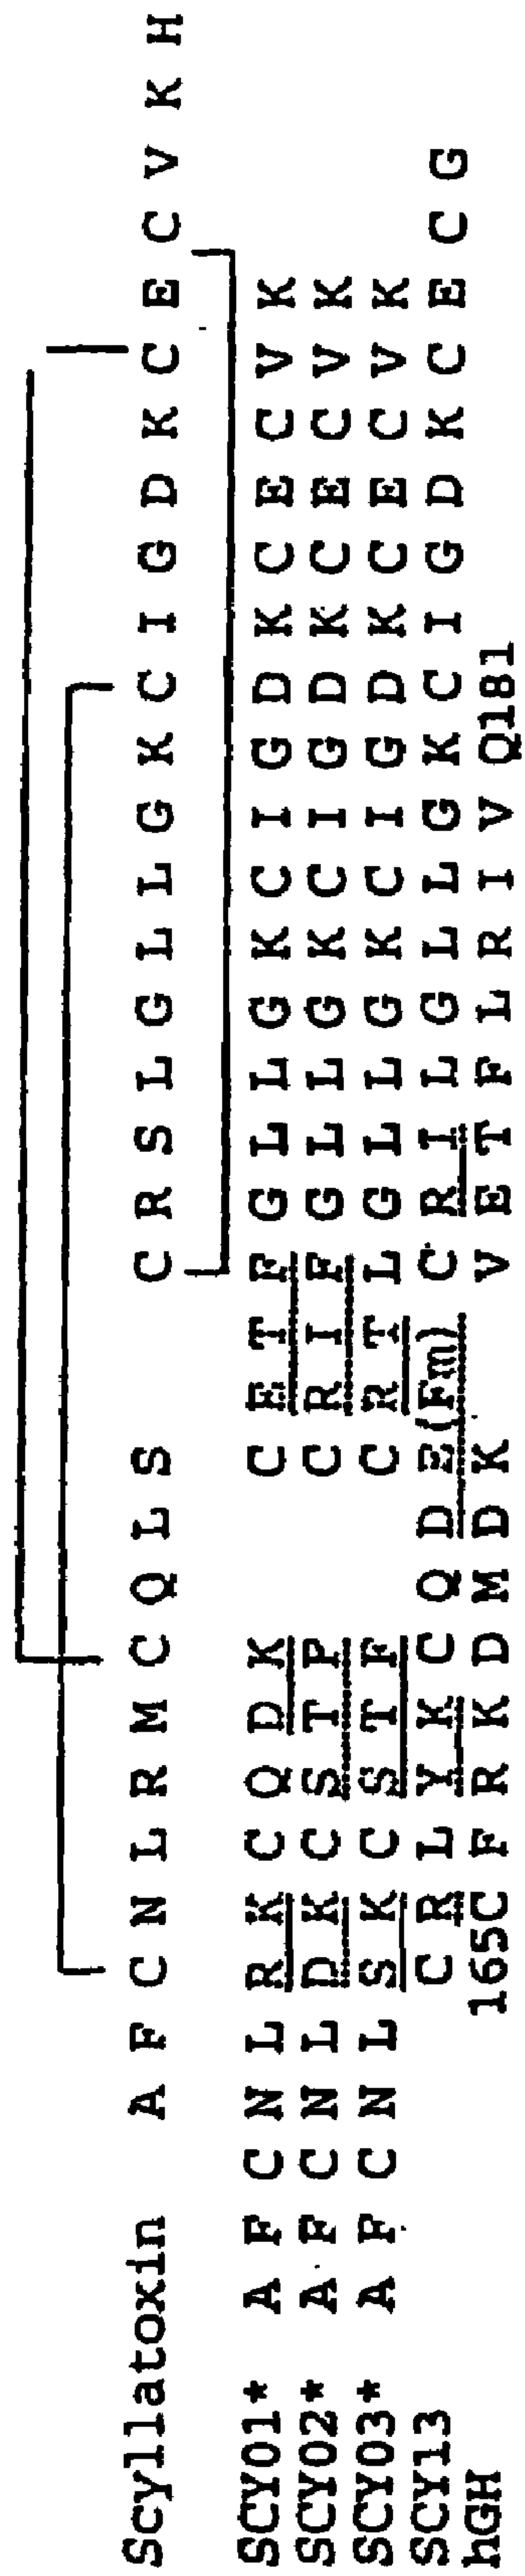 Scyllatoxin A F C N L R M C Q L S C R S L G L L G K C I G D K C E C V K H
SCY01* A F C N L R K C Q D K C E T F G L L G K C I G D K C E C V K
SCY02* A F C N L D K C S T P C R I F G L L G K C I G D K C E C V K
SCY03* A F C N L S K C S T F C R T L G L L G K C I G D K C E C V K
SCY13 C R L Y K C Q D E(Fm) C R I L G L L G K C I G D K C E C G
hGH 165C F R K D M D K V E T F L R I V Q181